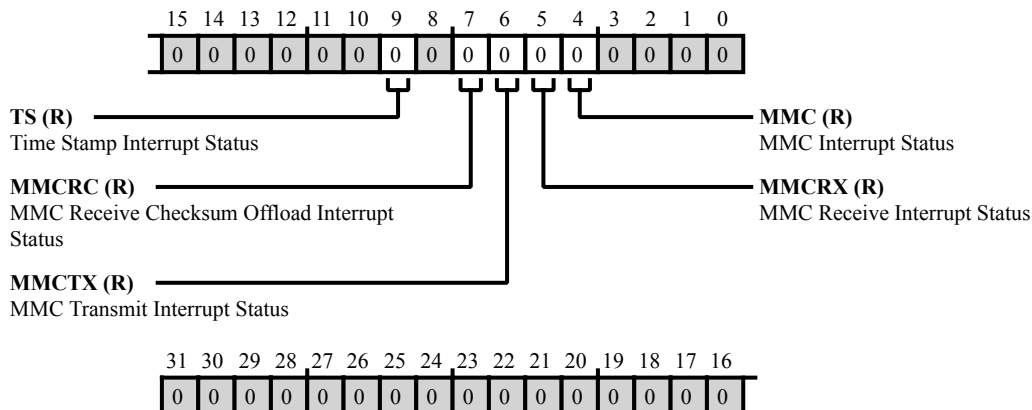 15 14 13 12 11 10 9 8 7 6 5 4 3 2 1 0
0 0 0 0 0 0 0 0 0 0 0 0 0 0 0 0
TS (R)
Time Stamp Interrupt Status
MMCRC (R)
MMC Receive Checksum Offload Interrupt
Status
MMCTX (R)
MMC Transmit Interrupt Status
MMC (R)
MMC Interrupt Status
MMCRX (R)
MMC Receive Interrupt Status
31 30 29 28 27 26 25 24 23 22 21 20 19 18 17 16
0 0 0 0 0 0 0 0 0 0 0 0 0 0 0 0